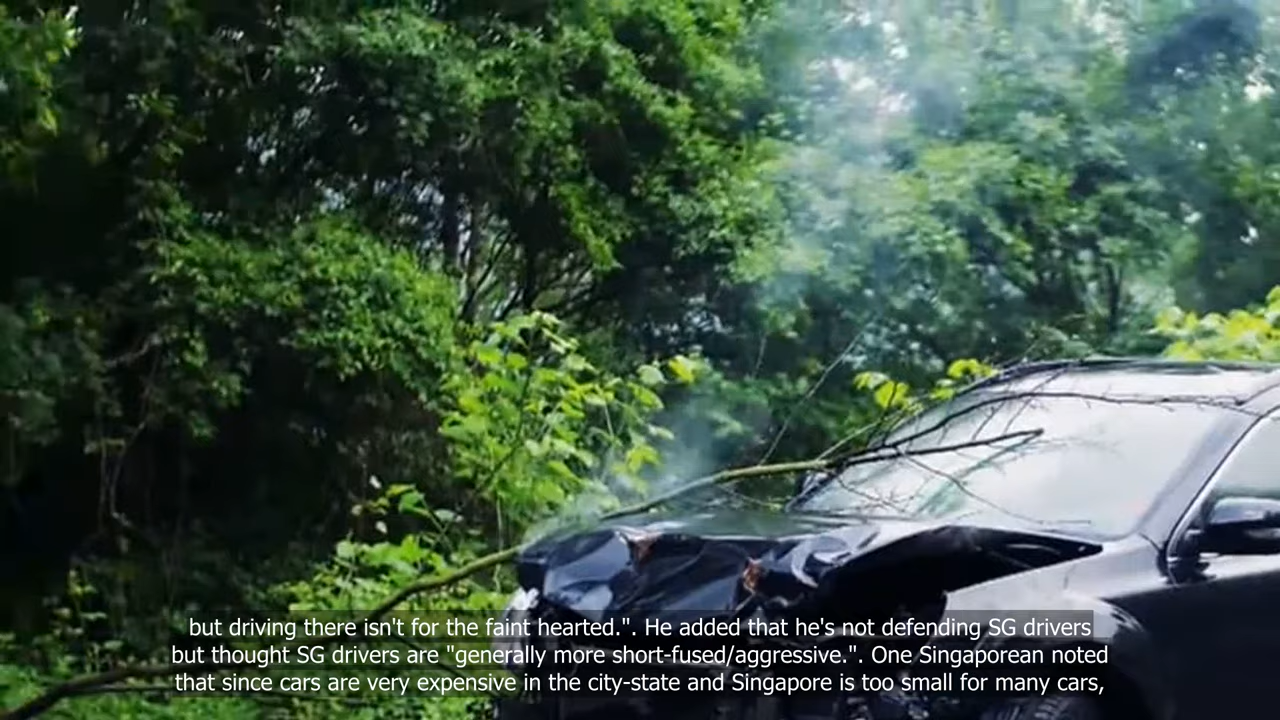 but driving there isn't for the faint hearted.". He added that he's not defending SG drivers
but thought SG drivers are "generally more short-fused/aggressive.". One Singaporean noted
that since cars are very expensive in the city-state and Singapore is too small for many cars,